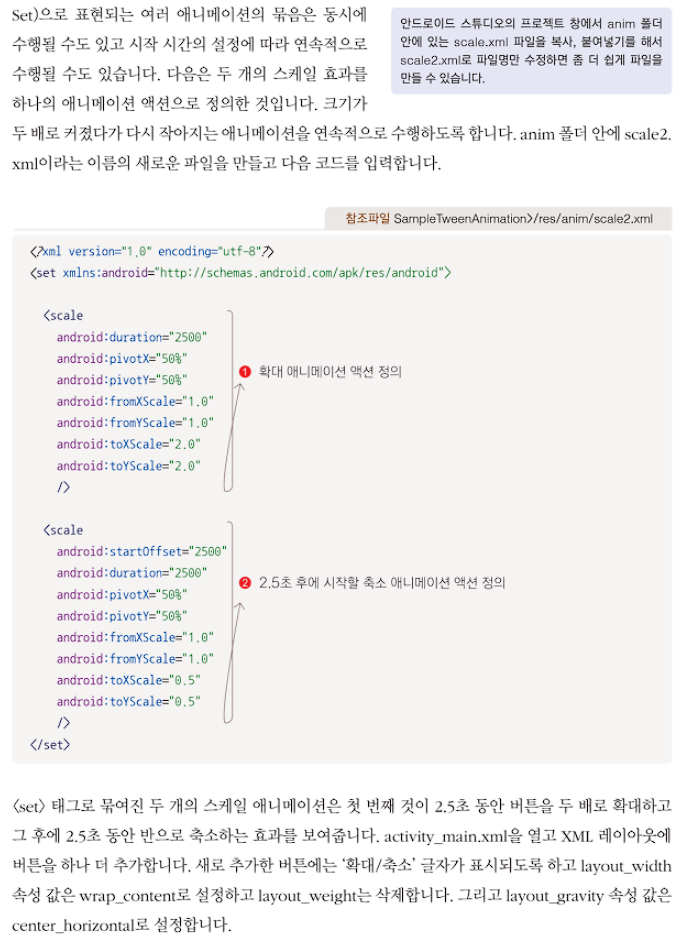 Set)으로 표현되는 여러 애니메이션의 묶음은 동시에
수행될 수도 있고 시작 시간의 설정에 따라 연속적으로
수행될 수도 있습니다. 다음은 두 개의 스케일 효과를
하나의 애니메이션 액션으로 정의한 것입니다. 크기가
두 배로 커졌다가 다시 작아지는 애니메이션을 연속적으로 수행하도록 합니다. anim 폴더 안에 scale2.
xml이라는 이름의 새로운 파일을 만들고 다음 코드를 입력합니다.
안드로이드 스튜디오의 프로젝트 창에서 anim 폴더
안에 있는 scale.xml 파일을 복사, 붙여넣기를 해서
scale2.xml로 파일명만 수정하면 좀 더 쉽게 파일을
만들 수 있습니다.
참조파일 SampleTweenAnimation>/res/anim/scale2.xml
<?xml version="1.0" encoding="utf-8"?>
<set xmlns:android="http://schemas.android.com/apk/res/android">
<scale
android:duration="2500"
android:pivotX="50%"
android:pivotY="50%"
android:fromXScale="1.0"
android:fromYScale="1.0"
android:toXScale="2.0"
android:toYScale="2.0"
/>
❶ 확대 애니메이션 액션 정의
<scale
android:startOffset="2500"
android:duration="2500"
android:pivotX="50%"
android:pivotY="50%"
android:fromXScale="1.0"
android:fromYScale="1.0"
android:toXScale="0.5"
android:toYScale="0.5"
/>
❷ 2.5초 후에 시작할 축소 애니메이션 액션 정의
</set>
<set> 태그로 묶여진 두 개의 스케일 애니메이션은 첫 번째 것이 2.5초 동안 버튼을 두 배로 확대하고
그 후에 2.5초 동안 반으로 축소하는 효과를 보여줍니다. activity_main.xml을 열고 XML 레이아웃에
버튼을 하나 더 추가합니다. 새로 추가한 버튼에는 ‘확대/축소’ 글자가 표시되도록 하고 layout_width
속성 값은 wrap_content로 설정하고 layout_weight는 삭제합니다. 그리고 layout_gravity 속성 값은
center_horizontal로 설정합니다.